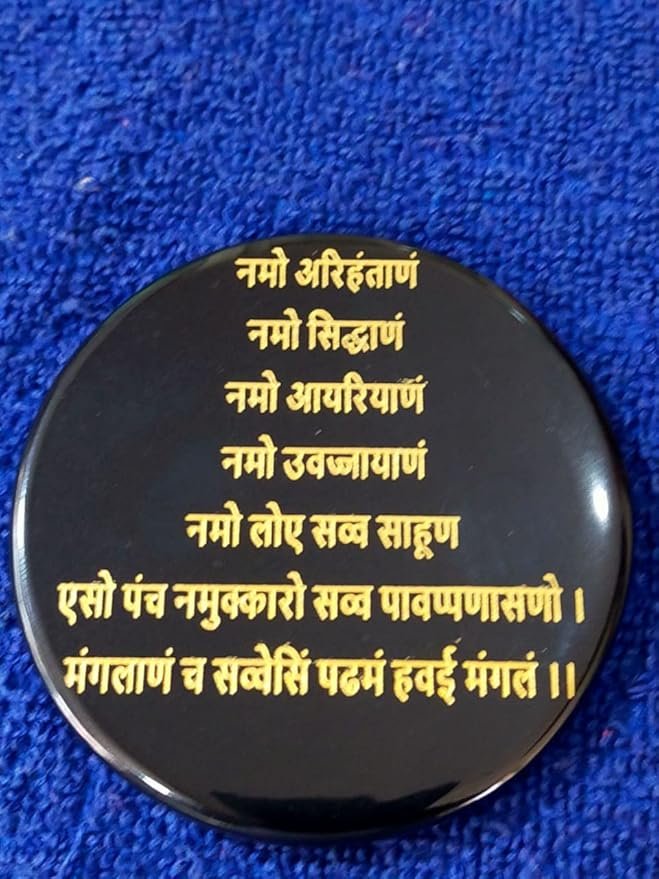 नमो अरिहंताणं
नमो सिद्धाणं
नमो आयरियाणं
नमो उवज्जायाणं
नमो लोए सव्व साहूण
एसो पंच नमुक्कारो सव्व पावप्पणासणो ।
मंगलाणं च सव्वेसिं पढमं हवई मंगलं ।।